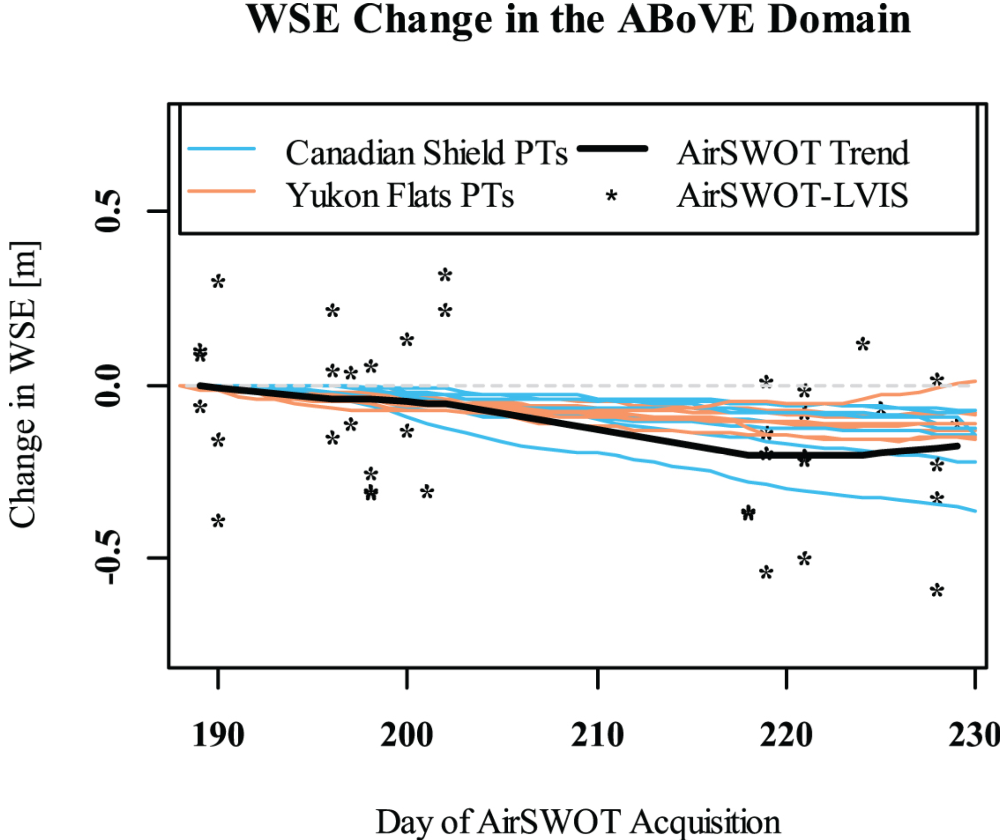 WSE Change in the ABoVE Domain
Canadian Shield PTs AirSWOT Trend
Yukon Flats PTs * AirSWOT-LVIS
Change in WSE [m]
0.5
0.0
-0.5
190 200 210 220 230
Day of AirSWOT Acquisition